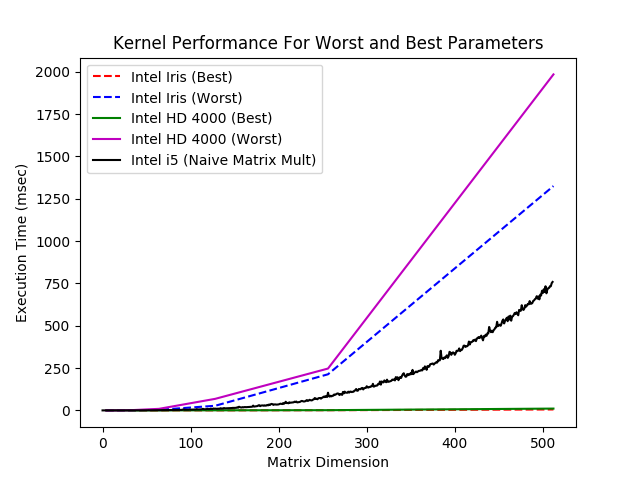 Kernel Performance For Worst and Best Parameters
Intel Iris (Best)
Intel Iris (Worst)
Intel HD 4000 (Best)
Intel HD 4000 (Worst)
Intel i5 (Naive Matrix Mult)
Execution Time (msec)
2000
1750
1500
1250
1000
750
500
250
0
0 100 200 300 400 500
Matrix Dimension